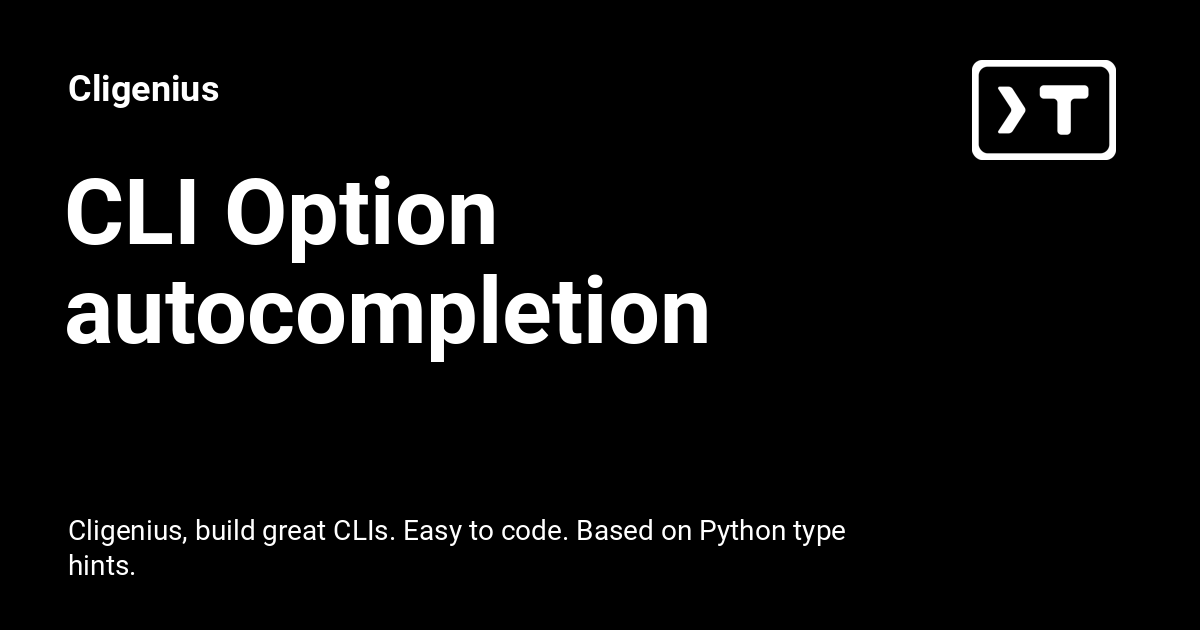 Cligenius
❯ T
CLI Option
autocompletion
Cligenius, build great CLIs. Easy to code. Based on Python type
hints.